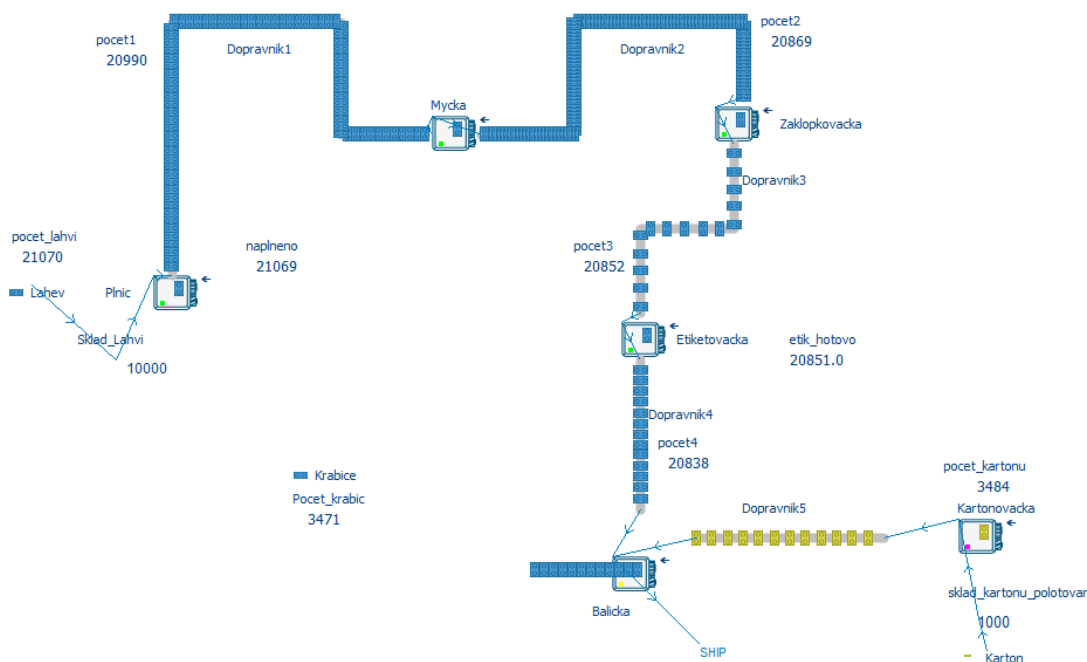 pocet1
20990
Dopravnik1
Dopravnik2
pocet2
20869
Mycka
Zaklopkovacka
Dopravnik3
pocet_lahvi
21070
naplneno
21069
pocet3
20852
Lahev
Plnic
Sklad_Lahvi
10000
Etiketovacka
etik_hotovo
20851.0
Dopravnik4
pocet4
20838
Krabice
Pocet_krabic
3471
pocet_kartonu
3484
Dopravnik5
Kartonovacka
Balicka
sklad_kartonu_polotovar
1000
SHIP
Karton